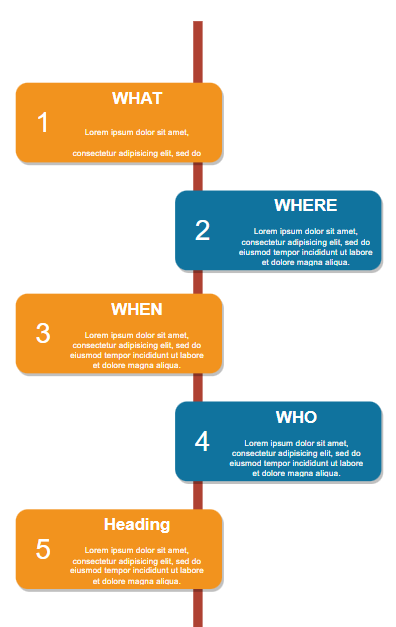 WHAT
1
Lorem ipsum dolor sit amet,
consectetur adipisicing elit, sed do
WHERE
2
Lorem ipsum dolor sit amet,
consectetur adipisicing elit, sed do
eiusmod tempor incididunt ut labore
et dolore magna aliqua.
WHEN
3
Lorem ipsum dolor sit amet,
consectetur adipisicing elit, sed do
eiusmod tempor incididunt ut labore
et dolore magna aliqua.
WHO
4
Lorem ipsum dolor sit amet,
consectetur adipisicing elit, sed do
eiusmod tempor incididunt ut labore
et dolore magna aliqua.
Heading
5
Lorem ipsum dolor sit amet,
consectetur adipisicing elit, sed do
eiusmod tempor incididunt ut labore
et dolore magna aliqua.